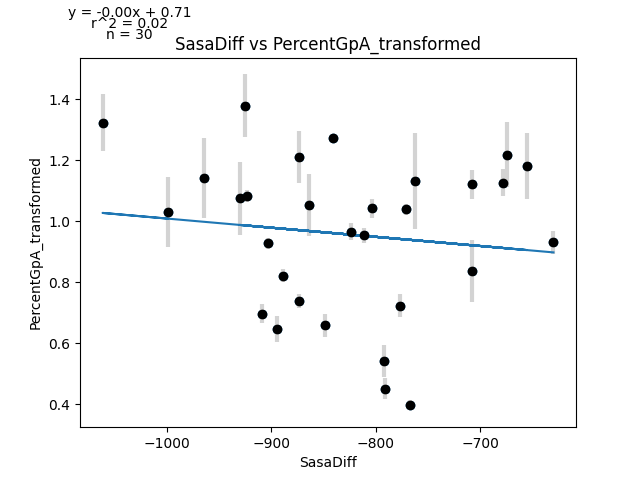 y = -0.00x + 0.71
r^2 = 0.02
n = 30
SasaDiff vs PercentGpA_transformed
PercentGpA_transformed
1.4
1.2
1.0
0.8
0.6
0.4
−1000
−900
−800
−700
SasaDiff